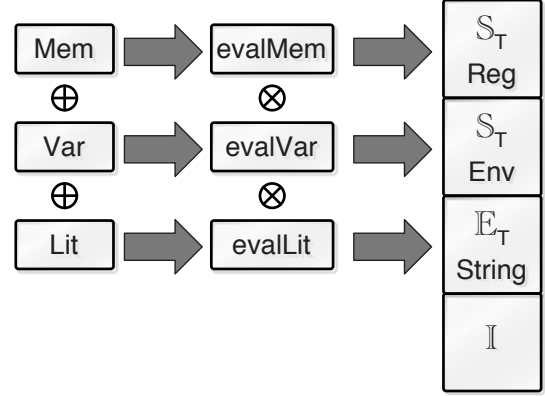 Mem evalMem 𝕊T Reg
⊕ ⊗
Var evalVar 𝕊T Env
⊕ ⊗
Lit evalLit 𝔼T String
𝕀